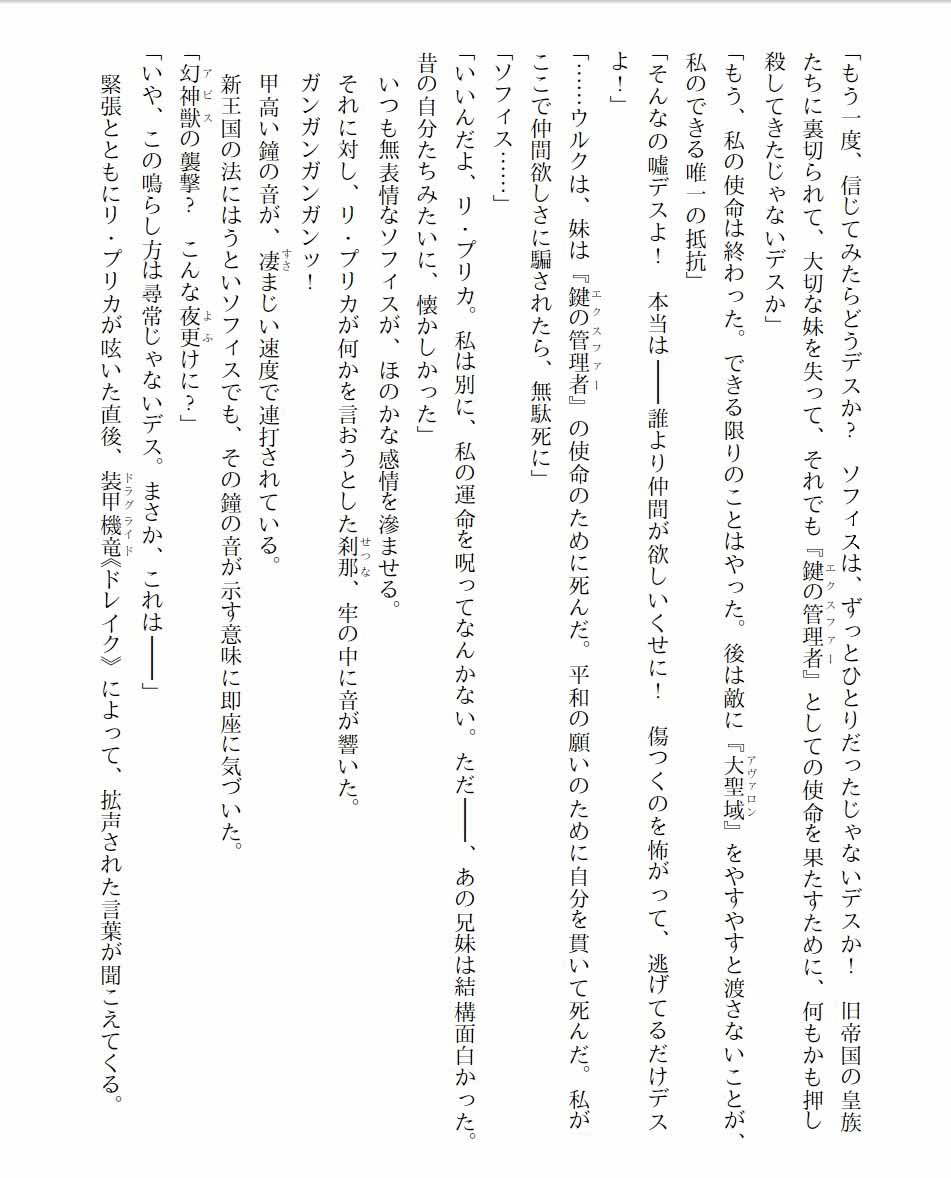 「もう一度、信じてみたらどうデスか? ソフィスは、ずっとひとりだったじゃないデスか! 旧帝国の皇族
たちに裏切られて、大切な妹を失って、それでも『鍵の管理者』としての使命を果たすために、何もかも押し
エクスファー
殺してきたじゃないデスか」
「もう、私の使命は終わった。できる限りのことはやった。後は敵に『大聖域』をやすやすと渡さないことが、
アヴァロン
私のできる唯一の抵抗」
「そんなの嘘デスよ! 本当は――誰より仲間が欲しいくせに! 傷つくのを怖がって、逃げてるだけデス
よ!」
「……ウルクは、妹は『鍵の管理者』の使命のために死んだ。平和の願いのために自分を貫いて死んだ。私が
エクスファー
ここで仲間欲しさに騙されたら、無駄死に」
「ソフィス……」
「いいんだよ、リ・プリカ。私は別に、私の運命を呪ってなんかない。ただ――、あの兄妹は結構面白かった。
昔の自分たちみたいに、懐かしかった」
いつも無表情なソフィスが、ほのかな感情を滲ませる。
それに対し、リ・プリカが何かを言おうとした刹那、牢の中に音が響いた。
せつな
ガンガンガンガンッ!
甲高い鐘の音が、凄まじい速度で連打されている。
すさ
新王国の法にはうといソフィスでも、その鐘の音が示す意味に即座に気づいた。
「幻神獣の襲撃? こんな夜更けに?」
アビス
よふ
「いや、この鳴らし方は尋常じゃないデス。まさか、これは――」
緊張とともにリ・プリカが呟いた直後、装甲機竜《ドレイク》によって、拡声された言葉が聞こえてくる。
ドラグライド